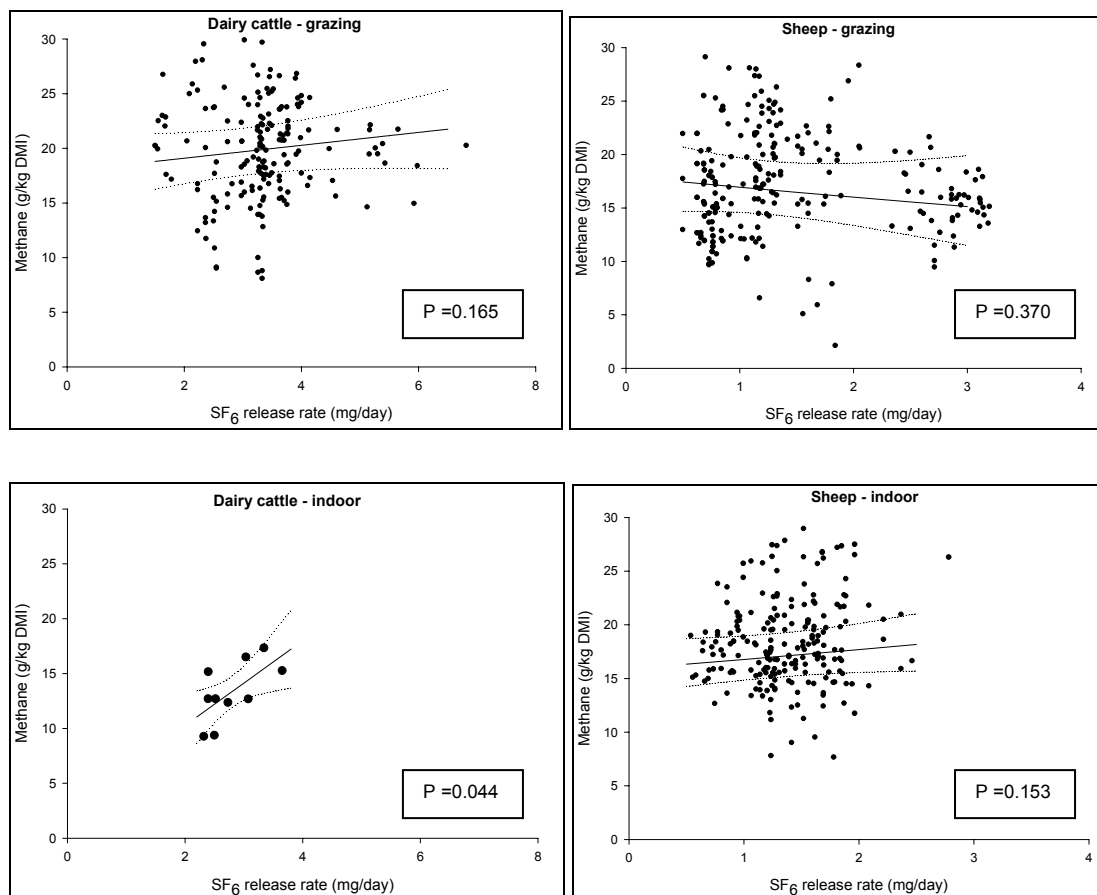 Dairy cattle - grazing
30
25
20
15
10
5
0
Methane (g/kg DMI)
P =0.165
0 2 4 6 8
SF6 release rate (mg/day)
Sheep - grazing
30
25
20
15
10
5
0
Methane (g/kg DMI)
P =0.370
0 1 2 3 4
SF6 release rate (mg/day)
Dairy cattle - indoor
30
25
20
15
10
5
0
Methane (g/kg DMI)
P =0.044
0 2 4 6 8
SF6 release rate (mg/day)
Sheep - indoor
30
25
20
15
10
5
0
Methane (g/kg DMI)
P =0.153
0 1 2 3 4
SF6 release rate (mg/day)